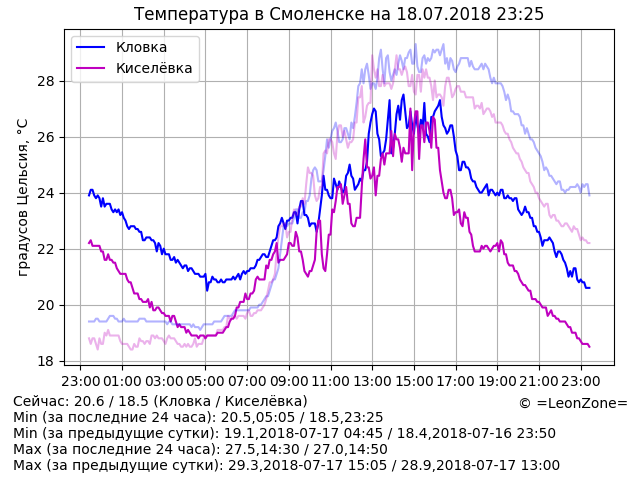 Температура в Смоленске на 18.07.2018 23:25
Кловка
Киселёвка
градусов Цельсия, °C
28
26
24
22
20
18
23:00 01:00 03:00 05:00 07:00 09:00 11:00 13:00 15:00 17:00 19:00 21:00 23:00
© =LeonZone=
Сейчас: 20.6 / 18.5 (Кловка / Киселёвка)
Min (за последние 24 часа): 20.5,05:05 / 18.5,23:25
Min (за предыдущие сутки): 19.1,2018-07-17 04:45 / 18.4,2018-07-16 23:50
Max (за последние 24 часа): 27.5,14:30 / 27.0,14:50
Max (за предыдущие сутки): 29.3,2018-07-17 15:05 / 28.9,2018-07-17 13:00